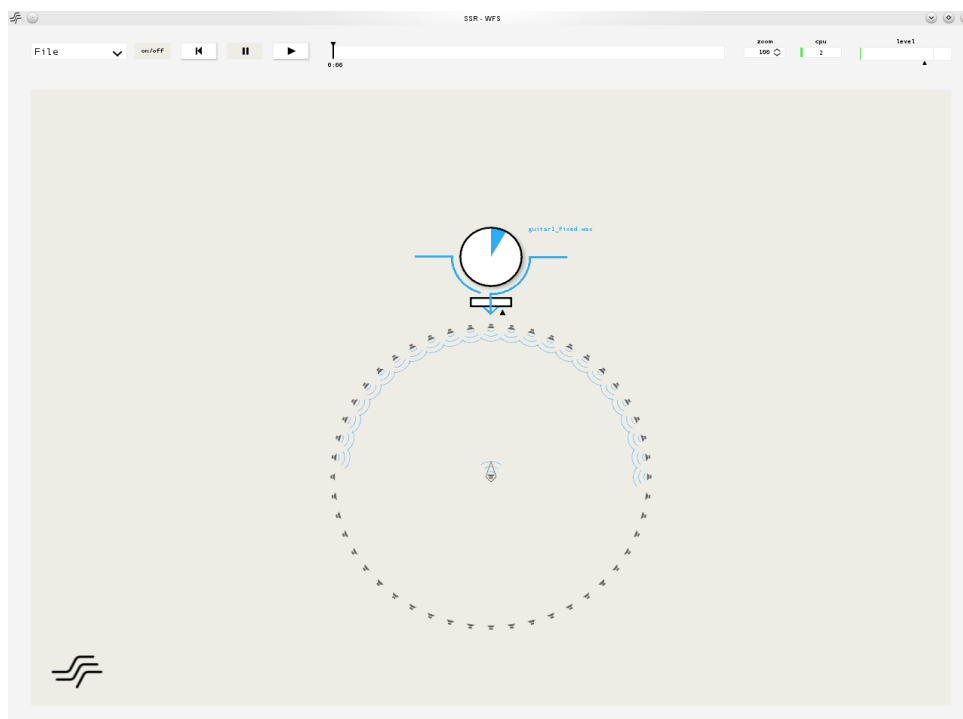 SSR - WFS
zoom cpu level
File on/off 100 2
0:00
guitar1_fixed.wav